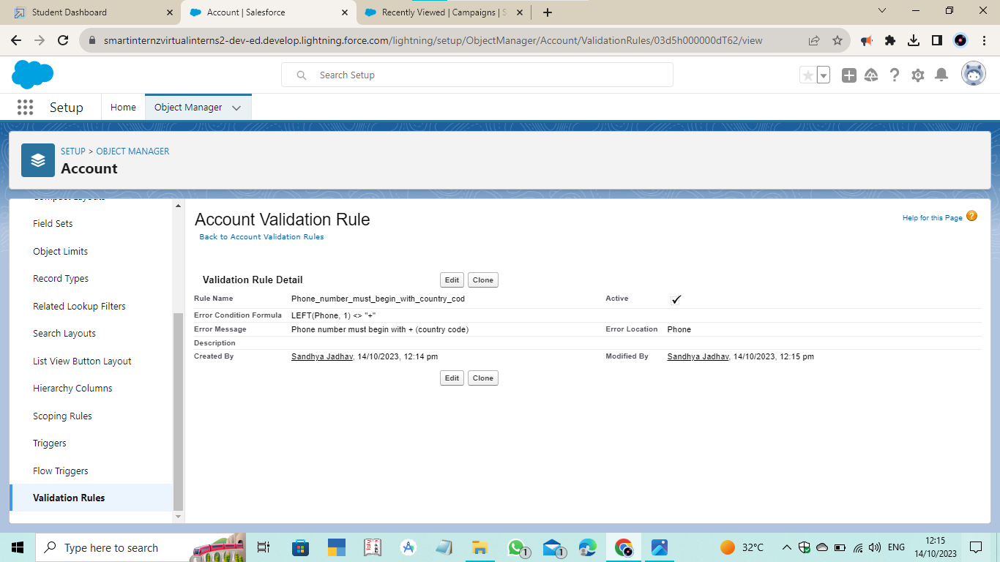 Student Dashboard
Account | Salesforce
Recently Viewed | Campaigns | S
smartinternzvirtualinterns2-dev-ed.develop.lightning.force.com/lightning/setup/ObjectManager/Account/ValidationRules/03d5h000000dT62/view
Search Setup
Setup Home Object Manager
SETUP > OBJECT MANAGER
Account
Compact Layouts
Field Sets
Object Limits
Record Types
Related Lookup Filters
Search Layouts
List View Button Layout
Hierarchy Columns
Scoping Rules
Triggers
Flow Triggers
Validation Rules
Account Validation Rule
Help for this Page ?
Back to Account Validation Rules
Validation Rule Detail Edit Clone
Rule Name Phone_number_must_begin_with_country_cod Active
Error Condition Formula LEFT(Phone, 1) <> "+"
Error Message Phone number must begin with + (country code) Error Location Phone
Description
Created By Sandhya Jadhav, 14/10/2023, 12:14 pm Modified By Sandhya Jadhav, 14/10/2023, 12:15 pm
Edit Clone
Type here to search
1
1
32°C
ENG
12:15
14/10/2023